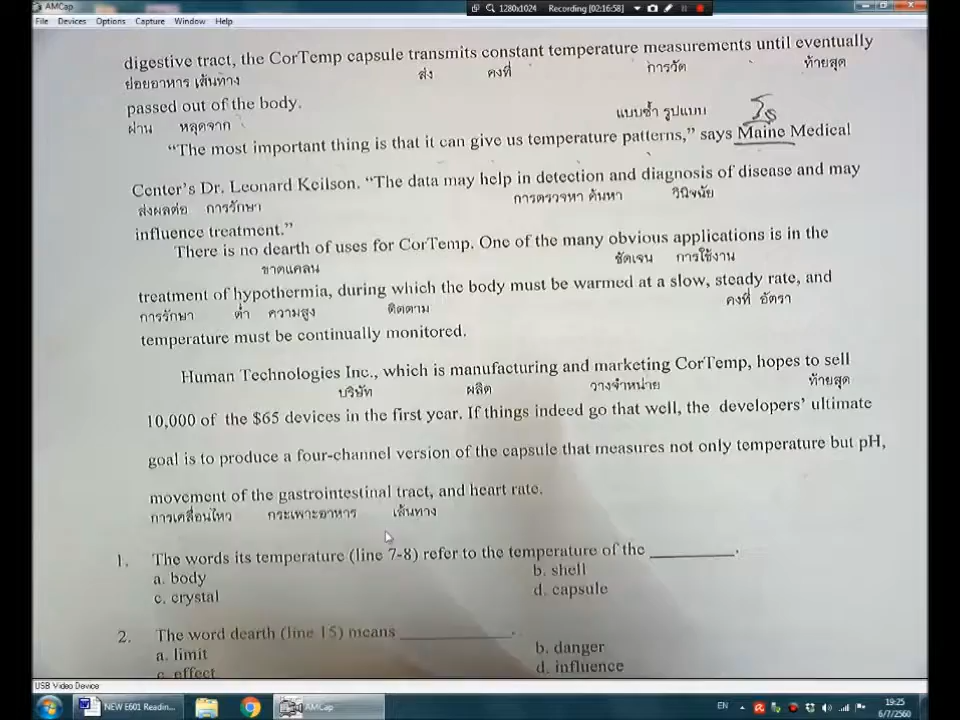 AMCap
1280x1024 Recording [02:16:58]
File Devices Options Capture Window Help
digestive tract, the CorTemp capsule transmits constant temperature measurements until eventually
ย่อยอาหาร เส้นทาง ส่ง คงที่ การวัด ท้ายสุด
passed out of the body.
ผ่าน หลุดจาก แบบซ้ำ รูปแบบ
"The most important thing is that it can give us temperature patterns," says Maine Medical
Center's Dr. Leonard Keilson. "The data may help in detection and diagnosis of disease and may
ส่งผลต่อ การรักษา การตรวจหา ค้นหา วินิจฉัย
influence treatment."
There is no dearth of uses for CorTemp. One of the many obvious applications is in the
ขาดแคลน ชัดเจน การใช้งาน
treatment of hypothermia, during which the body must be warmed at a slow, steady rate, and
การรักษา ต่ำ ความสูง ติดตาม คงที่ อัตรา
temperature must be continually monitored.
Human Technologies Inc., which is manufacturing and marketing CorTemp, hopes to sell
บริษัท ผลิต วางจำหน่าย ท้ายสุด
10,000 of the $65 devices in the first year. If things indeed go that well, the developers' ultimate
goal is to produce a four-channel version of the capsule that measures not only temperature but pH,
movement of the gastrointestinal tract, and heart rate.
การเคลื่อนไหว กระเพาะอาหาร เส้นทาง
1. The words its temperature (line 7-8) refer to the temperature of the __________.
a. body b. shell
c. crystal d. capsule
2. The word dearth (line 15) means _____________.
a. limit b. danger
c. effect d. influence
USB Video Device
NEW E601 Readin... AMCap EN 19:25
6/7/2560